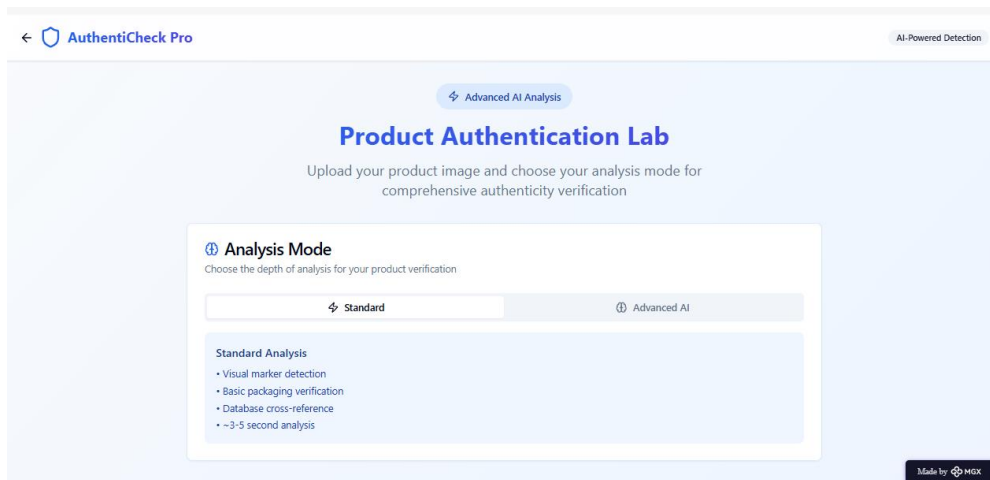 AuthentiCheck Pro
AI-Powered Detection
Advanced AI Analysis
Product Authentication Lab
Upload your product image and choose your analysis mode for
comprehensive authenticity verification
Analysis Mode
Choose the depth of analysis for your product verification
Standard
Advanced AI
Standard Analysis
• Visual marker detection
• Basic packaging verification
• Database cross-reference
• ~3-5 second analysis
Made by MGX